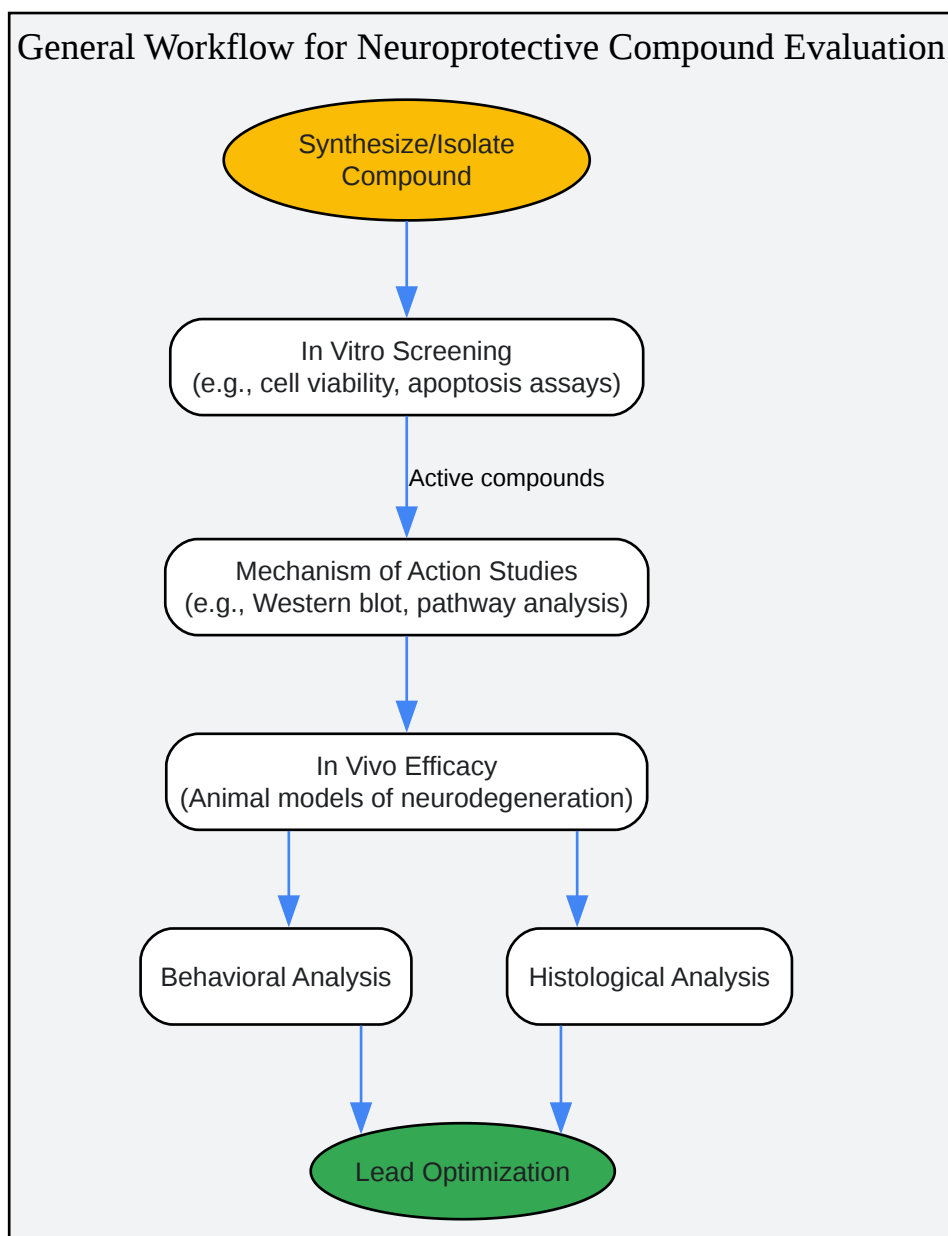 General Workflow for Neuroprotective Compound Evaluation
Synthesize/Isolate
Compound
In Vitro Screening
(e.g., cell viability, apoptosis assays)
Active compounds
Mechanism of Action Studies
(e.g., Western blot, pathway analysis)
In Vivo Efficacy
(Animal models of neurodegeneration)
Behavioral Analysis
Histological Analysis
Lead Optimization